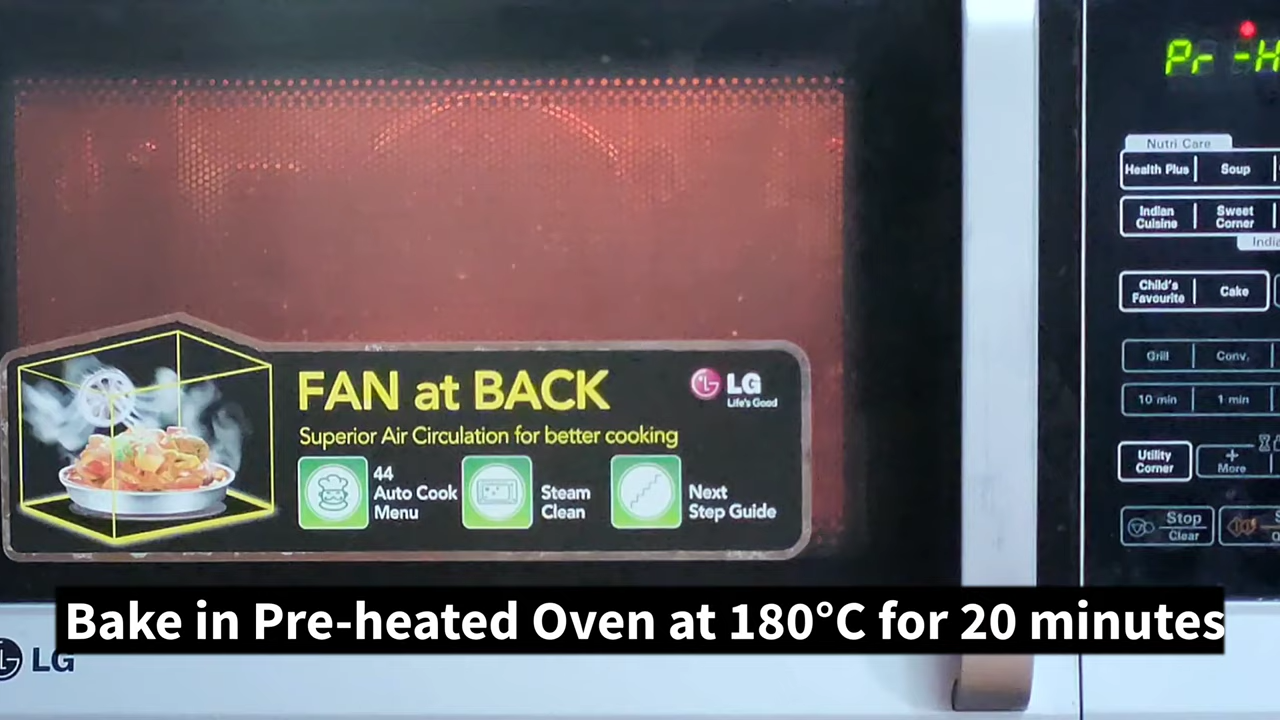 Pr -H
Nutri Care
Health Plus
Soup
Indian
Cuisine
Sweet
Corner
Child's
Favourite
Cake
Grill
Conv.
10 min
1 min
Utility
Corner
+
More
Stop
Clear
FAN at BACK
LG
Life's Good
Superior Air Circulation for better cooking
44
Auto Cook
Menu
Steam
Clean
Next
Step Guide
Bake in Pre-heated Oven at 180°C for 20 minutes
LG